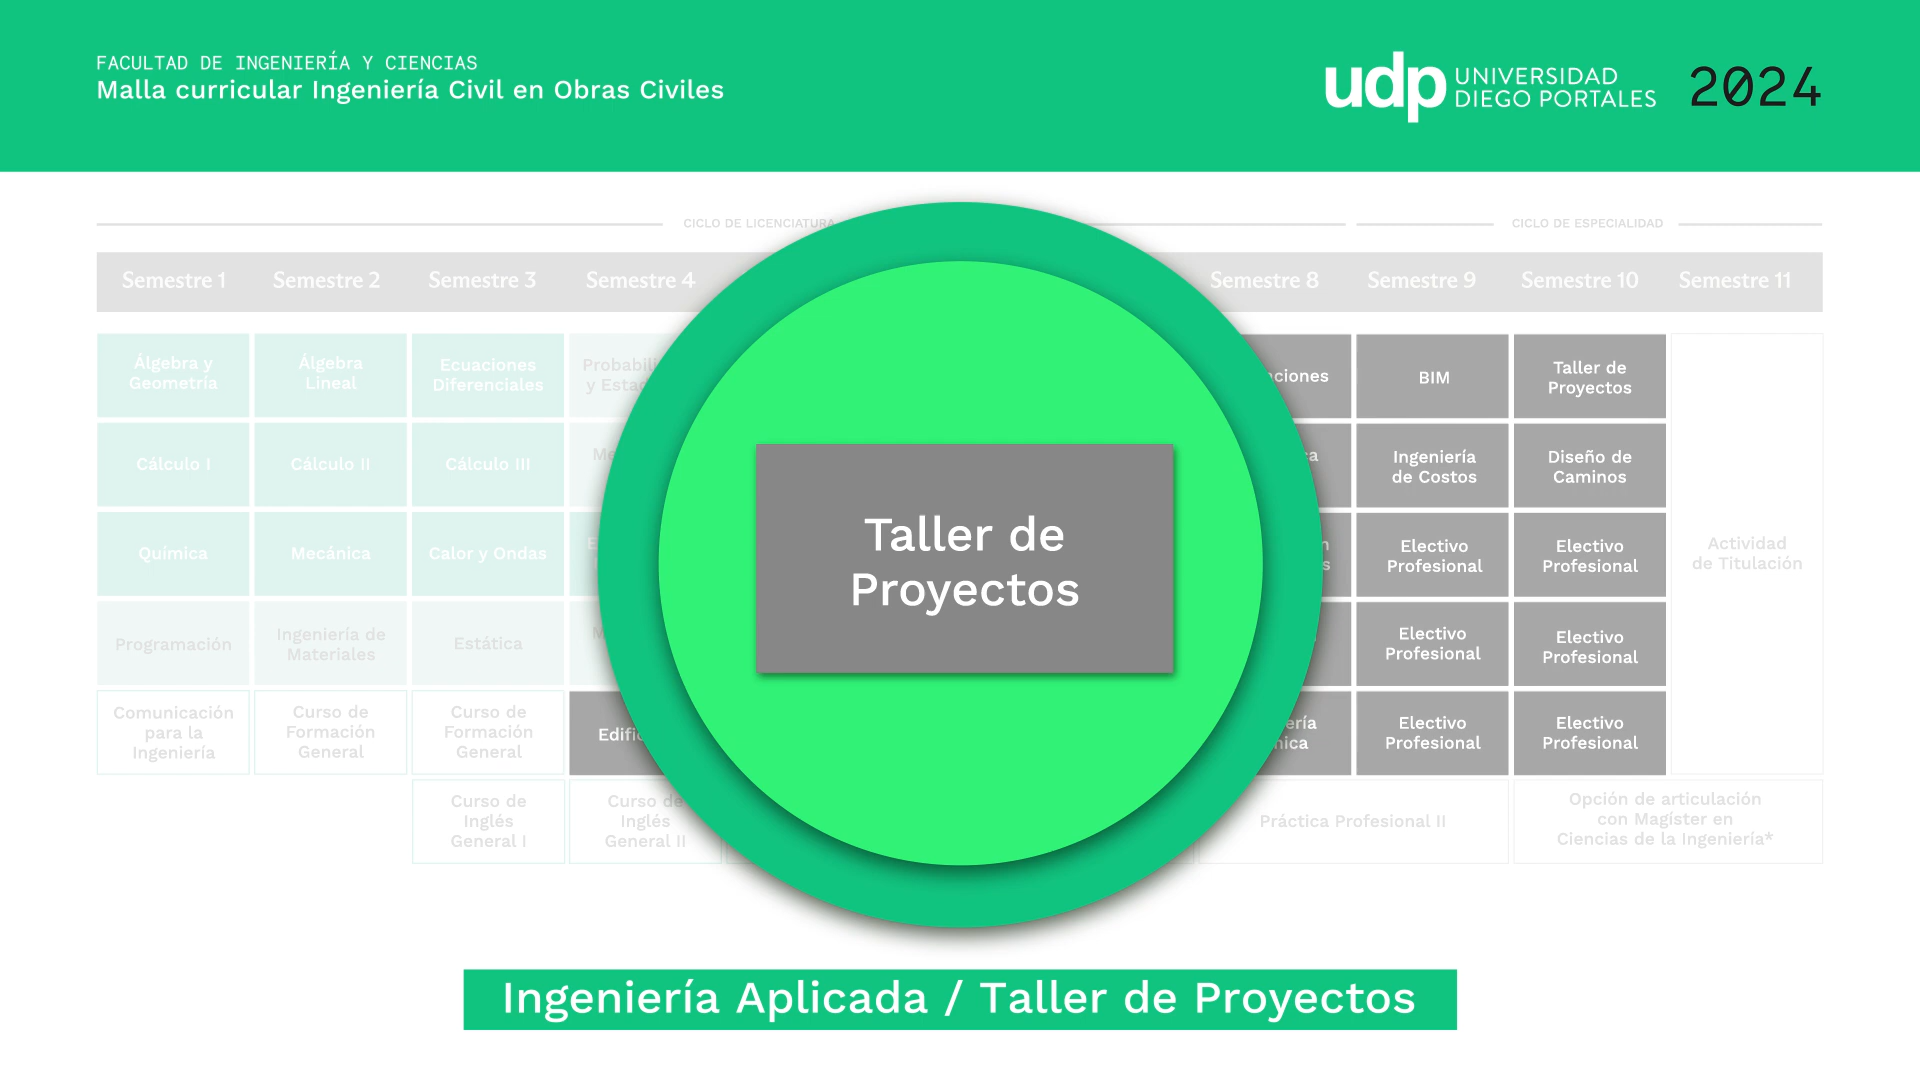 FACULTAD DE INGENIERÍA Y CIENCIAS
Malla curricular Ingeniería Civil en Obras Civiles
udp UNIVERSIDAD
DIEGO PORTALES
2024
CICLO DE LICENCIATURA
CICLO DE ESPECIALIDAD
Semestre 1
Semestre 2
Semestre 3
Semestre 4
Semestre 8
Semestre 9
Semestre 10
Semestre 11
Álgebra y
Geometría
Álgebra
Lineal
Ecuaciones
Diferenciales
BIM
Taller de
Proyectos
Cálculo I
Cálculo II
Cálculo III
Ingeniería
de Costos
Diseño de
Caminos
Química
Mecánica
Calor y Ondas
Electivo
Profesional
Electivo
Profesional
Actividad
de Titulación
Programación
Ingeniería de
Materiales
Estática
Electivo
Profesional
Electivo
Profesional
Comunicación
para la
Ingeniería
Curso de
Formación
General
Curso de
Formación
General
Electivo
Profesional
Electivo
Profesional
Curso de
Inglés
General I
Curso de
Inglés
General II
Práctica Profesional II
Opción de articulación
con Magíster en
Ciencias de la Ingeniería*
Taller de
Proyectos
Ingeniería Aplicada / Taller de Proyectos